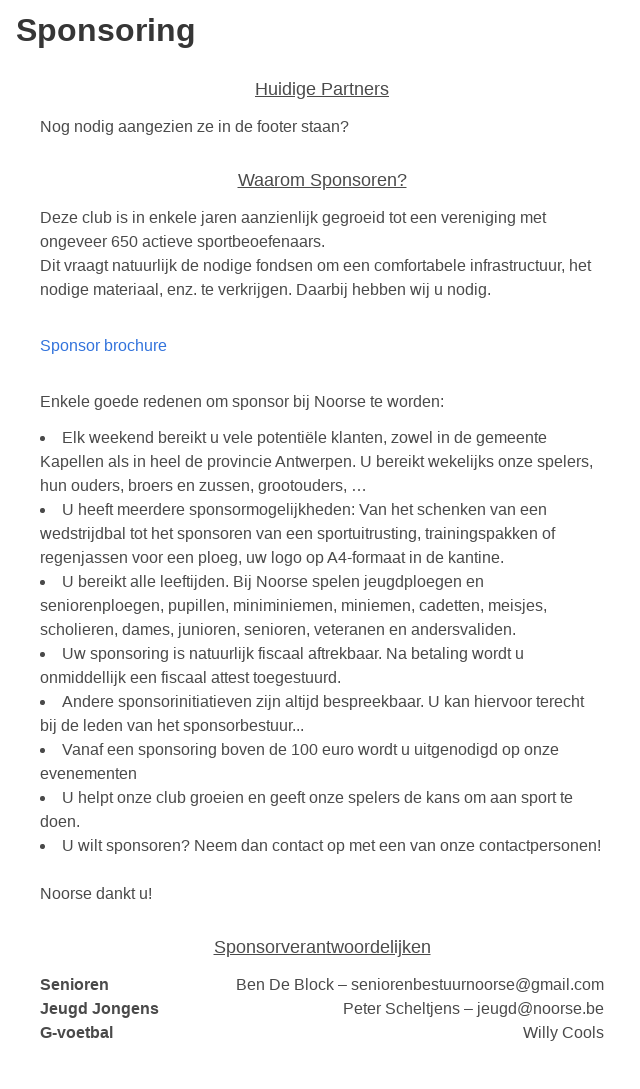 Sponsoring
Huidige Partners
Nog nodig aangezien ze in de footer staan?
Waarom Sponsoren?
Deze club is in enkele jaren aanzienlijk gegroeid tot een vereniging met
ongeveer 650 actieve sportbeoefenaars.
Dit vraagt natuurlijk de nodige fondsen om een comfortabele infrastructuur, het
nodige materiaal, enz. te verkrijgen. Daarbij hebben wij u nodig.
Sponsor brochure
Enkele goede redenen om sponsor bij Noorse te worden:
• Elk weekend bereikt u vele potentiële klanten, zowel in de gemeente
Kapellen als in heel de provincie Antwerpen. U bereikt wekelijks onze spelers,
hun ouders, broers en zussen, grootouders, …
• U heeft meerdere sponsormogelijkheden: Van het schenken van een
wedstrijdbal tot het sponsoren van een sportuitrusting, trainingspakken of
regenjassen voor een ploeg, uw logo op A4-formaat in de kantine.
• U bereikt alle leeftijden. Bij Noorse spelen jeugdploegen en
seniorenploegen, pupillen, miniminiemen, miniemen, cadetten, meisjes,
scholieren, dames, junioren, senioren, veteranen en andersvaliden.
• Uw sponsoring is natuurlijk fiscaal aftrekbaar. Na betaling wordt u
onmiddellijk een fiscaal attest toegestuurd.
• Andere sponsorinitiatieven zijn altijd bespreekbaar. U kan hiervoor terecht
bij de leden van het sponsorbestuur...
• Vanaf een sponsoring boven de 100 euro wordt u uitgenodigd op onze
evenementen
• U helpt onze club groeien en geeft onze spelers de kans om aan sport te
doen.
• U wilt sponsoren? Neem dan contact op met een van onze contactpersonen!
Noorse dankt u!
Sponsorverantwoordelijken
Senioren Ben De Block – seniorenbestuurnoorse@gmail.com
Jeugd Jongens Peter Scheltjens – jeugd@noorse.be
G-voetbal Willy Cools